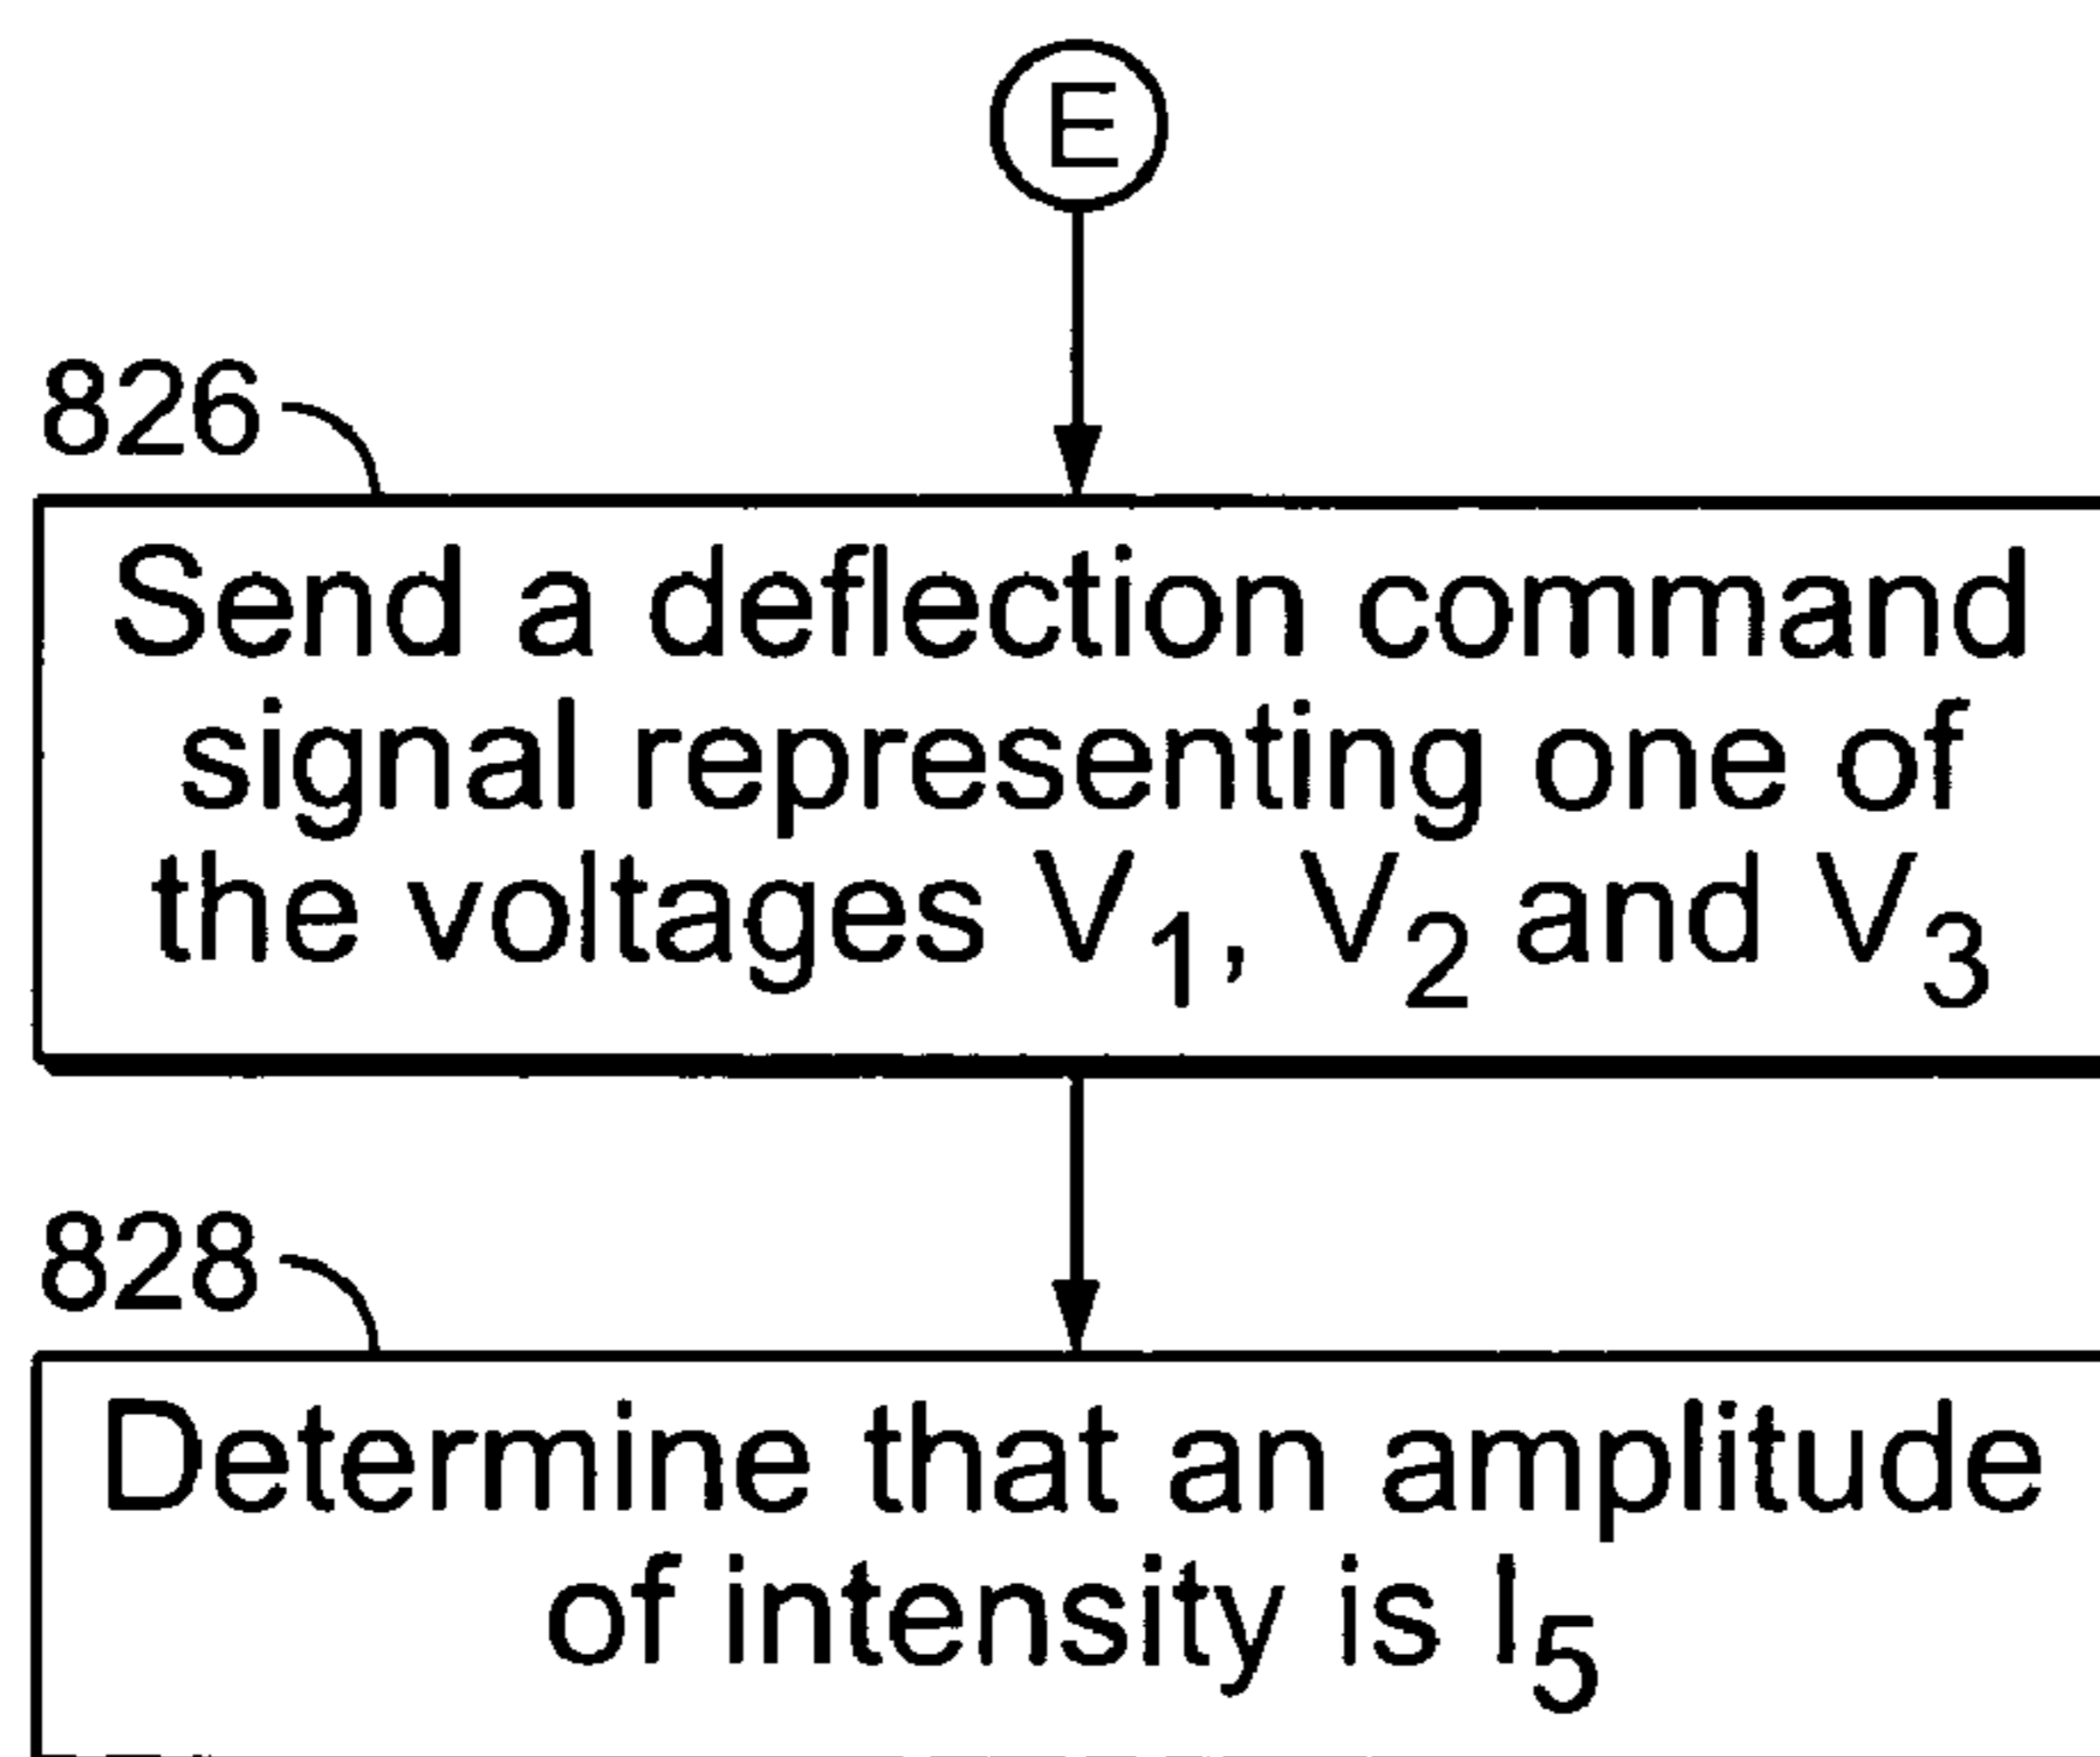 E
826
Send a deflection command
signal representing one of
the voltages V₁, V₂ and V₃
828
Determine that an amplitude
of intensity is I₅